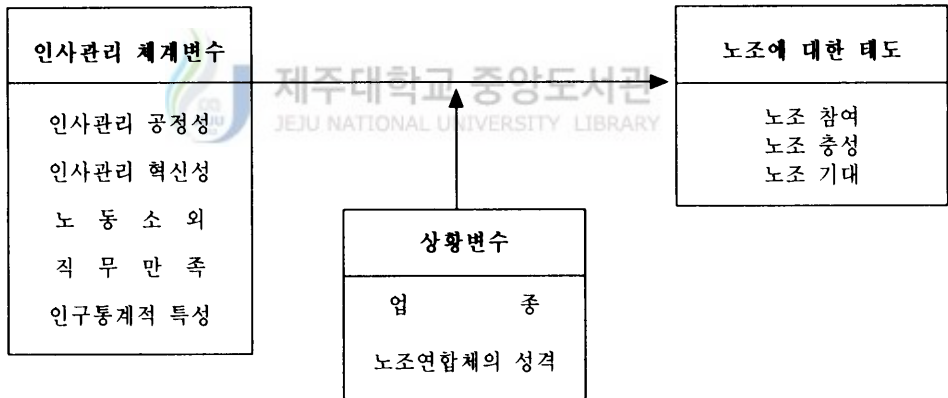 인사관리 체계변수
인사관리 공정성
인사관리 혁신성
노 동 소 외
직 무 만 족
인구통계적 특성
제주대학교 중앙도서관
JEJU NATIONAL UNIVERSITY LIBRARY
상황변수
업 종
노조연합체의 성격
노조에 대한 태도
노조 참여
노조 충성
노조 기대